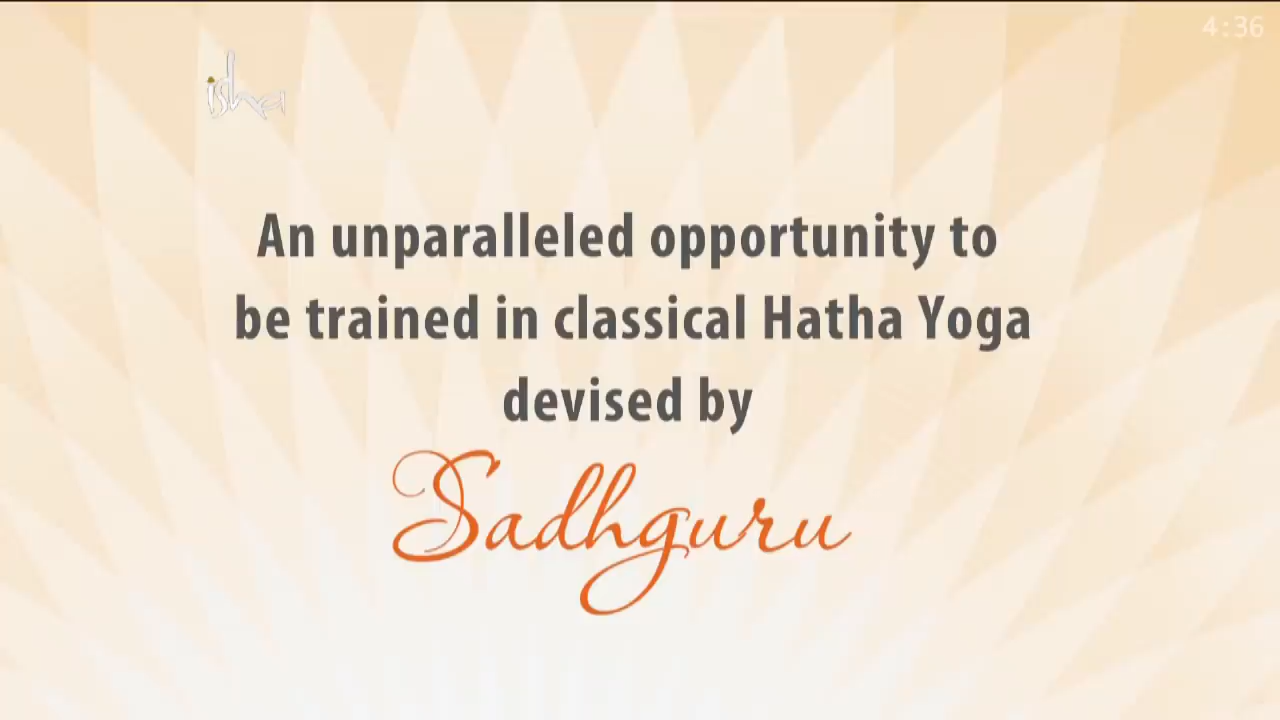 4:36
isha
An unparalleled opportunity to
be trained in classical Hatha Yoga
devised by
Sadhguru